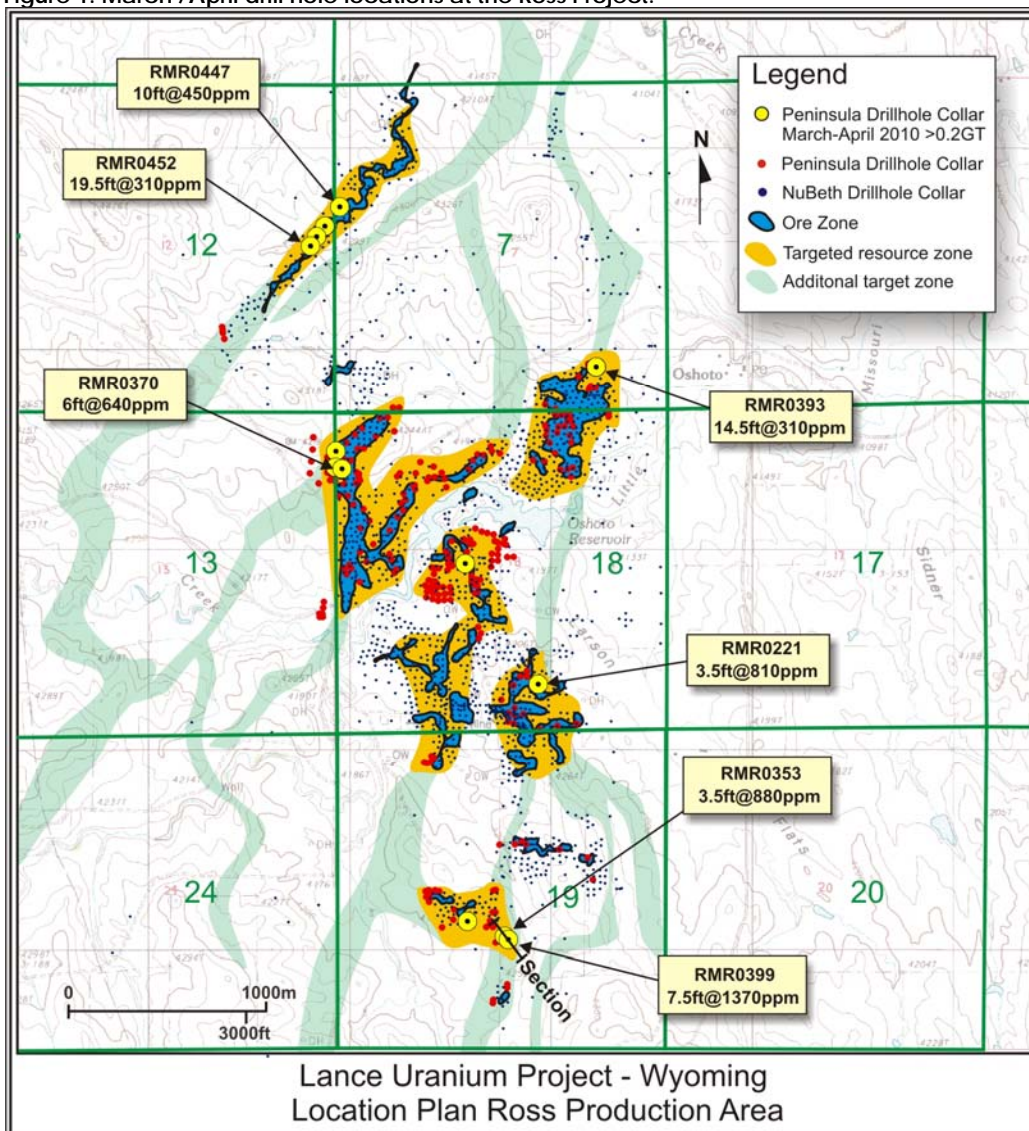 Figure 1: March /April drill hole locations at the Ross Project.
RMR0447
10ft@450ppm
RMR0452
19.5ft@310ppm
Legend
Peninsula Drillhole Collar
March-April 2010 >0.2GT
Peninsula Drillhole Collar
NuBeth Drillhole Collar
Ore Zone
Targeted resource zone
Additonal target zone
N
Creek
12
7
Missouri
Oshoto
RMR0370
6ft@640ppm
RMR0393
14.5ft@310ppm
Little
Oshoto
Reservoir
13
18
17
Creek
Sidner
Larson
RMR0221
3.5ft@810ppm
RMR0353
3.5ft@880ppm
Flats
24
19
20
Section
RMR0399
7.5ft@1370ppm
0 1000m
3000ft
Lance Uranium Project - Wyoming
Location Plan Ross Production Area